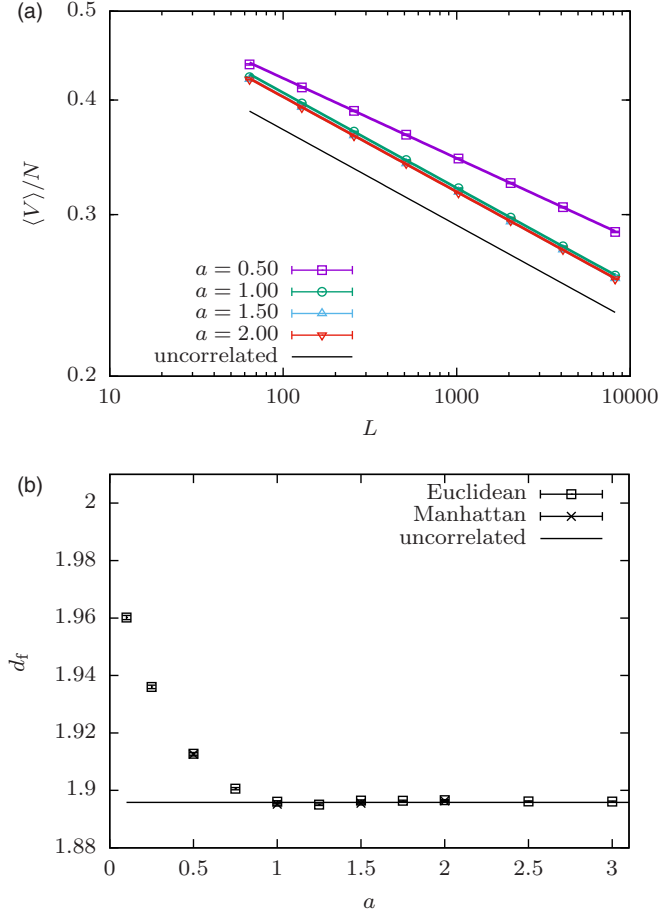 (a)
0.5
0.4
0.3
0.2
⟨V⟩/N
a = 0.50
a = 1.00
a = 1.50
a = 2.00
uncorrelated
10 100 1000 10000
L
(b)
2
1.98
1.96
1.94
1.92
1.9
1.88
d_f
Euclidean
Manhattan
uncorrelated
0 0.5 1 1.5 2 2.5 3
a